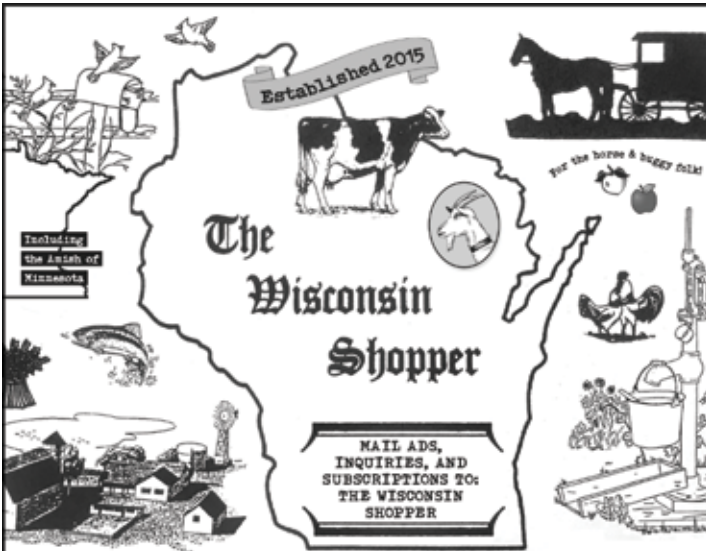 Established 2015
For the horse & buggy folk!
The
Wisconsin
Shopper
Including
the Amish of
Minnesota
MAIL ADS,
INQUIRIES, AND
SUBSCRIPTIONS TO:
THE WISCONSIN
SHOPPER